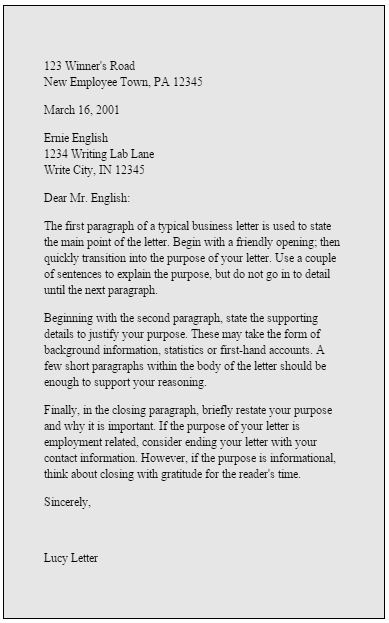 123 Winner's Road
New Employee Town, PA 12345
March 16, 2001
Ernie English
1234 Writing Lab Lane
Write City, IN 12345
Dear Mr. English:
The first paragraph of a typical business letter is used to state
the main point of the letter. Begin with a friendly opening; then
quickly transition into the purpose of your letter. Use a couple
of sentences to explain the purpose, but do not go in to detail
until the next paragraph.
Beginning with the second paragraph, state the supporting
details to justify your purpose. These may take the form of
background information, statistics or first-hand accounts. A
few short paragraphs within the body of the letter should be
enough to support your reasoning.
Finally, in the closing paragraph, briefly restate your purpose
and why it is important. If the purpose of your letter is
employment related, consider ending your letter with your
contact information. However, if the purpose is informational,
think about closing with gratitude for the reader's time.
Sincerely,
Lucy Letter